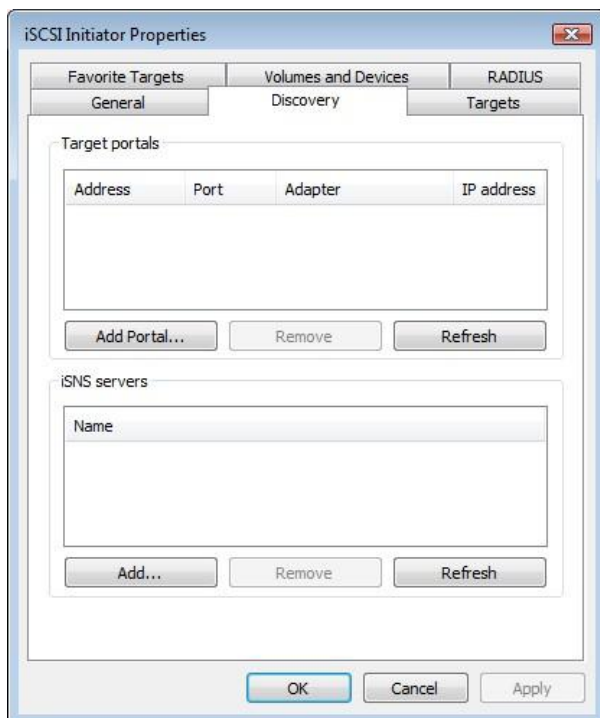 iSCSI Initiator Properties
Favorite Targets Volumes and Devices RADIUS
General Discovery Targets
Target portals
Address Port Adapter IP address
Add Portal... Remove Refresh
iSNS servers
Name
Add... Remove Refresh
OK Cancel Apply